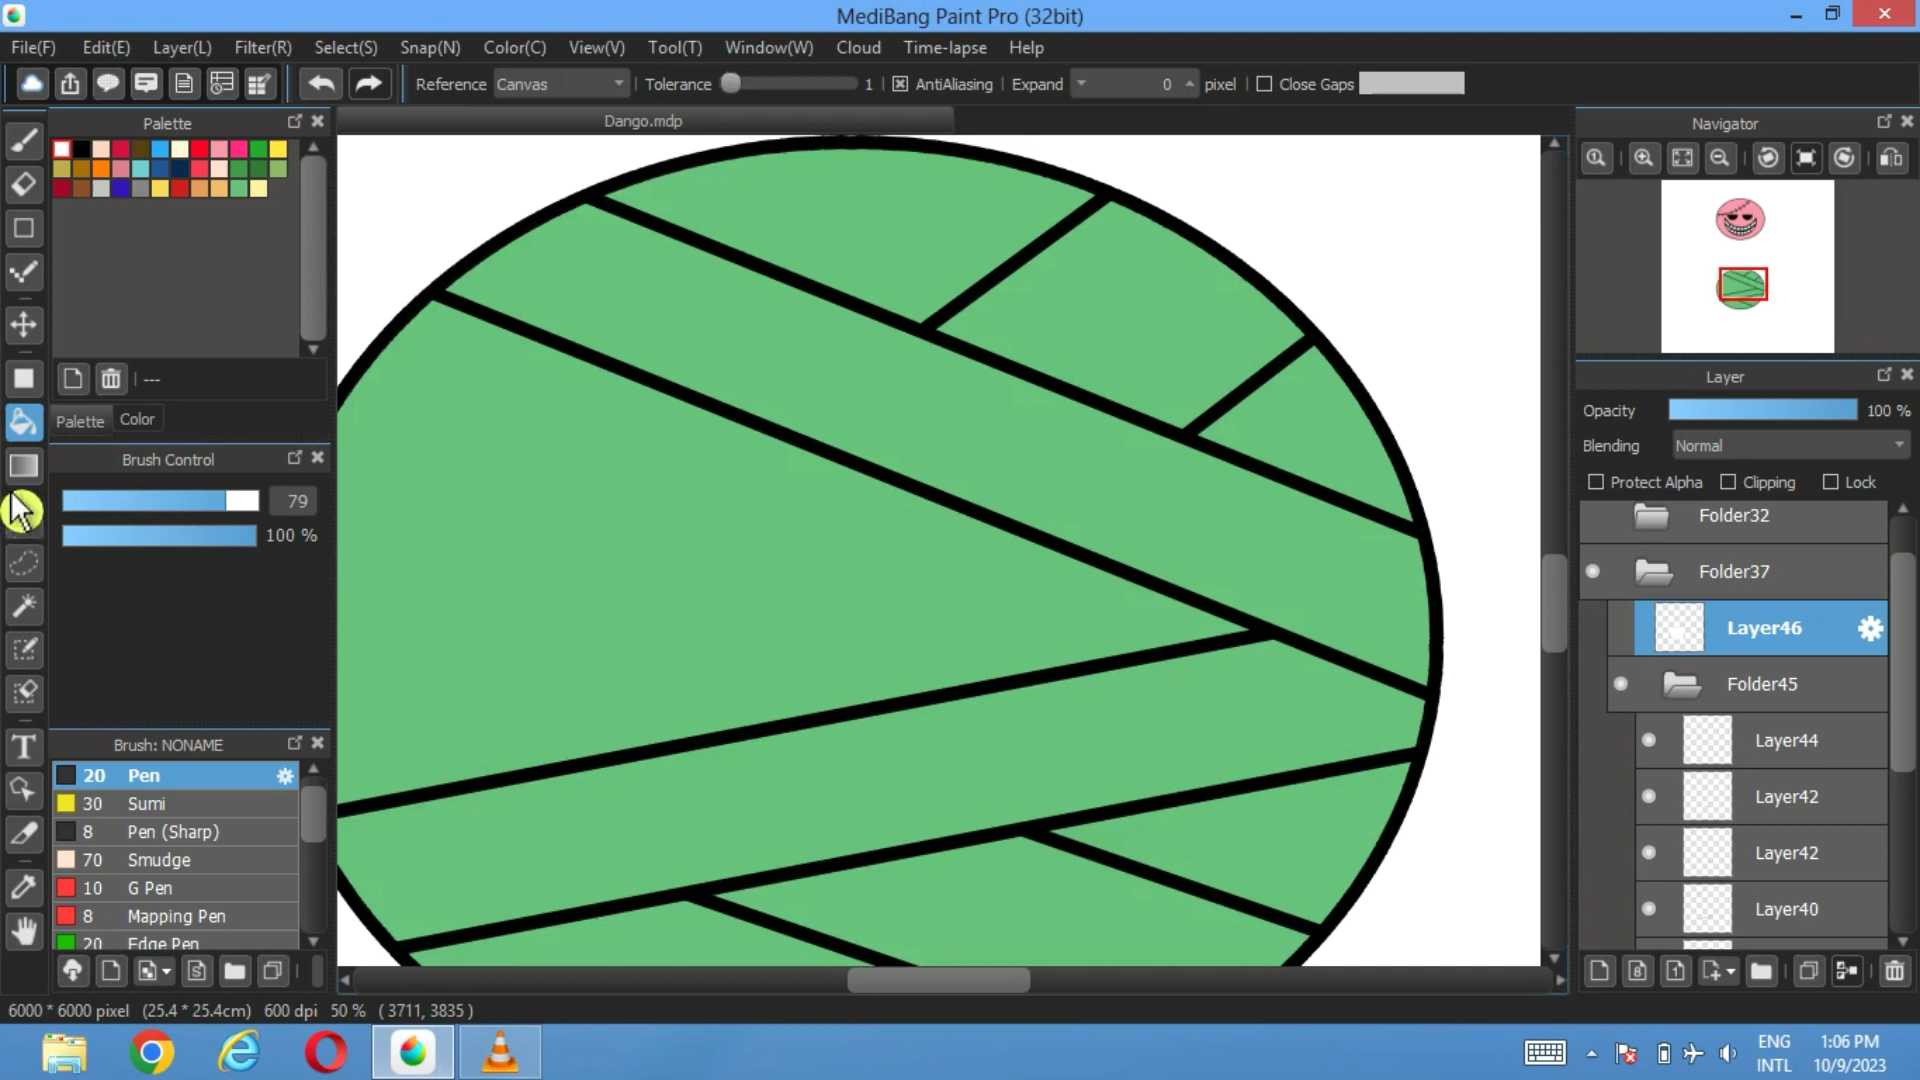 MediBang Paint Pro (32bit)
File(F) Edit(E) Layer(L) Filter(R) Select(S) Snap(N) Color(C) View(V) Tool(T) Window(W) Cloud Time-lapse Help
Reference Canvas Tolerance 1 AntiAliasing Expand 0 pixel Close Gaps
Palette
Dango.mdp
Navigator
---
Palette Color
Brush Control
79
100 %
Brush: NONAME
20 Pen
30 Sumi
8 Pen (Sharp)
70 Smudge
10 G Pen
8 Mapping Pen
20 Edge Pen
Layer
Opacity 100 %
Blending Normal
Protect Alpha Clipping Lock
Folder32
Folder37
Layer46
Folder45
Layer44
Layer42
Layer42
Layer40
6000 * 6000 pixel (25.4 * 25.4cm) 600 dpi 50 % ( 3711, 3835 )
ENG
INTL
1:06 PM
10/9/2023